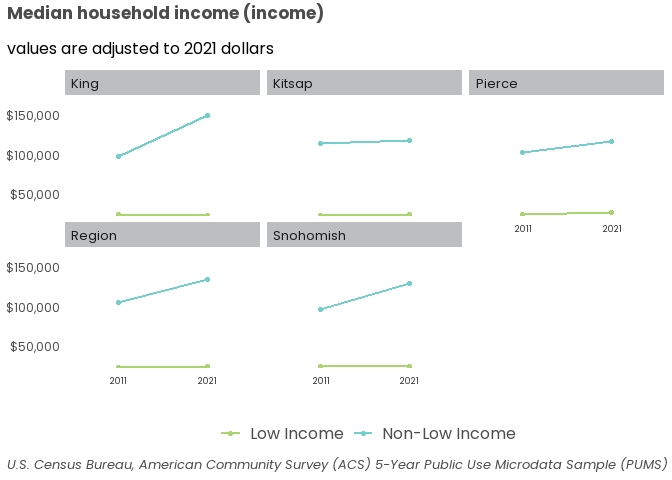 Median household income (income)
values are adjusted to 2021 dollars
King
Kitsap
Pierce
$150,000
$100,000
$50,000
2011
2021
Region
Snohomish
$150,000
$100,000
$50,000
2011
2021
2011
2021
Low Income
Non-Low Income
U.S. Census Bureau, American Community Survey (ACS) 5-Year Public Use Microdata Sample (PUMS)